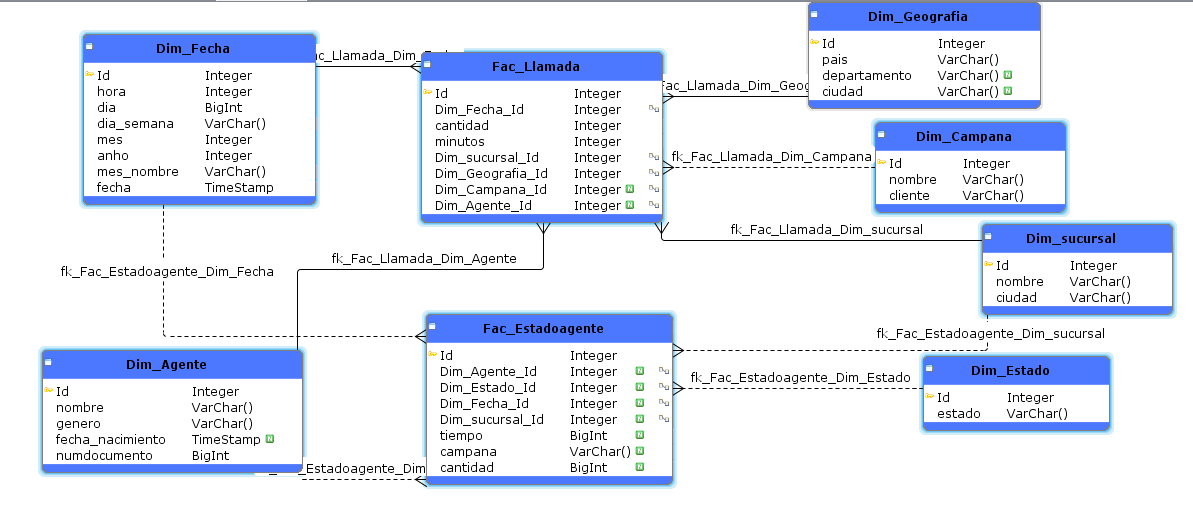 Dim_Fecha
Id Integer
hora Integer
dia BigInt
dia_semana VarChar()
mes Integer
anho Integer
mes_nombre VarChar()
fecha TimeStamp
Fac_Llamada
Id Integer
Dim_Fecha_Id Integer
cantidad Integer
minutos Integer
Dim_sucursal_Id Integer
Dim_Geografia_Id Integer
Dim_Campana_Id Integer N
Dim_Agente_Id Integer N
Dim_Geografia
Id Integer
pais VarChar()
departamento VarChar() N
ciudad VarChar() N
fk_Fac_Llamada_Dim_Campana
Dim_Campana
Id Integer
nombre VarChar()
cliente VarChar()
fk_Fac_Llamada_Dim_sucursal
Dim_sucursal
Id Integer
nombre VarChar()
ciudad VarChar()
fk_Fac_Llamada_Dim_Agente
fk_Fac_Estadoagente_Dim_Fecha
Fac_Estadoagente
Id Integer
Dim_Agente_Id Integer N
Dim_Estado_Id Integer N
Dim_Fecha_Id Integer N
Dim_sucursal_Id Integer N
tiempo BigInt N
campana VarChar() N
cantidad BigInt N
fk_Fac_Estadoagente_Dim_sucursal
fk_Fac_Estadoagente_Dim_Estado
Dim_Estado
Id Integer
estado VarChar()
Dim_Agente
Id Integer
nombre VarChar()
genero VarChar()
fecha_nacimiento TimeStamp N
numdocumento BigInt